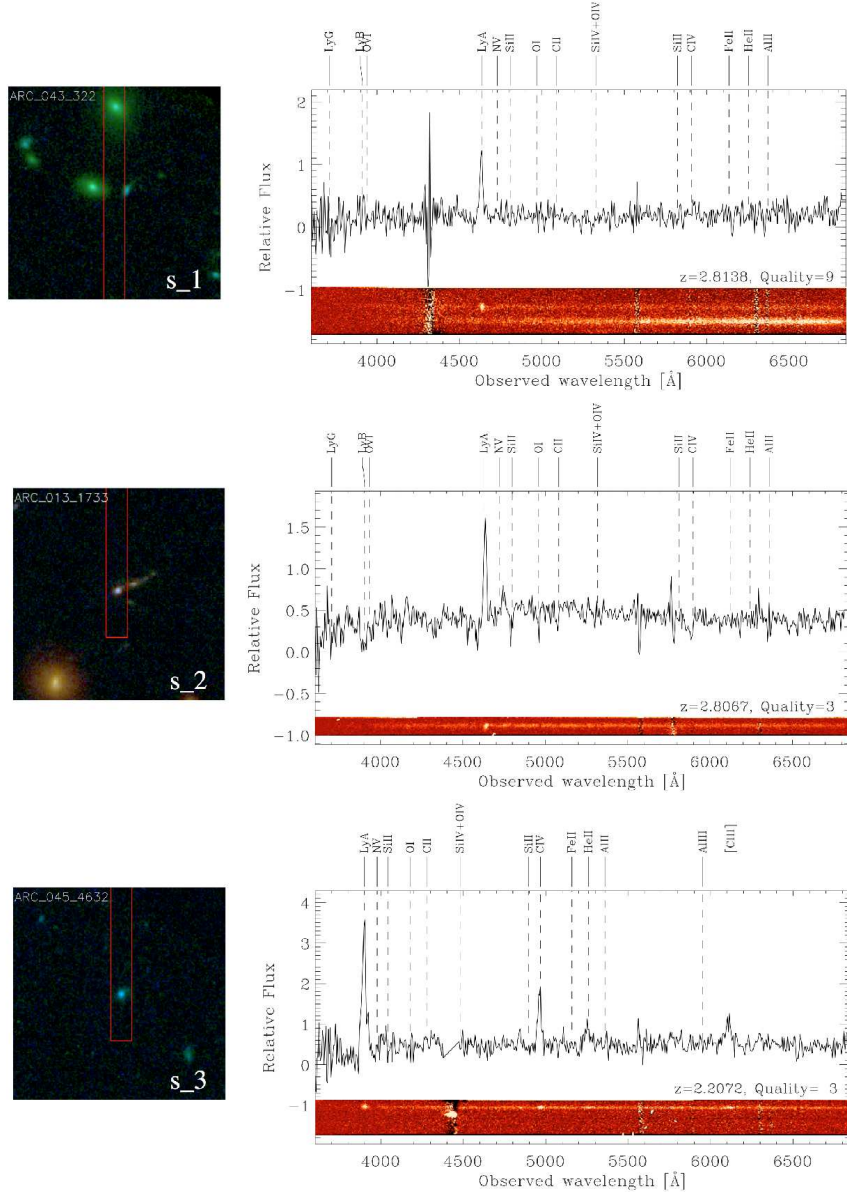 ARC_043_322
s_1
LyG LyB OVI LyA NV SiII OI CII SiIV+OIV SiII CIV FeII HeII AlII
2
1
0
−1
Relative Flux
z=2.8138, Quality=9
4000 4500 5000 5500 6000 6500
Observed wavelength [Å]
ARC_013_1733
s_2
LyG LyB OVI LyA NV SiII OI CII SiIV+OIV SiII CIV FeII HeII AlII
1.5
1.0
0.5
0.0
−0.5
−1.0
Relative Flux
z=2.8067, Quality=3
4000 4500 5000 5500 6000 6500
Observed wavelength [Å]
ARC_045_4632
s_3
LyA NV SiII OI CII SiIV+OIV SiII CIV FeII HeII AlII AlIII [CIII]
4
3
2
1
0
−1
Relative Flux
z=2.2072, Quality= 3
4000 4500 5000 5500 6000 6500
Observed wavelength [Å]